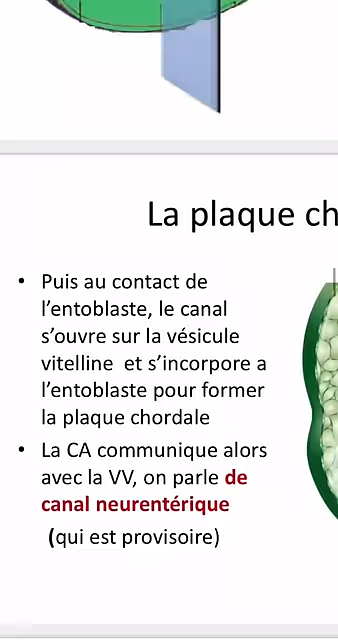 La plaque ch
• Puis au contact de
l'entoblaste, le canal
s'ouvre sur la vésicule
vitelline et s'incorpore a
l'entoblaste pour former
la plaque chordale
• La CA communique alors
avec la VV, on parle de
canal neurentérique
(qui est provisoire)